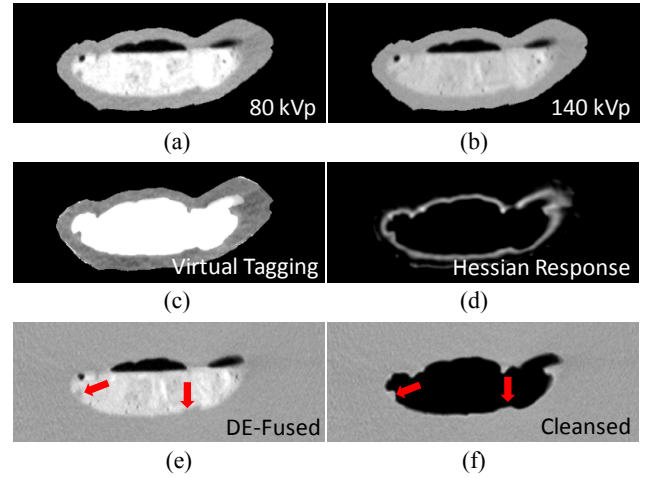 80 kVp
140 kVp
(a)
(b)
Virtual Tagging
Hessian Response
(c)
(d)
DE-Fused
Cleansed
(e)
(f)